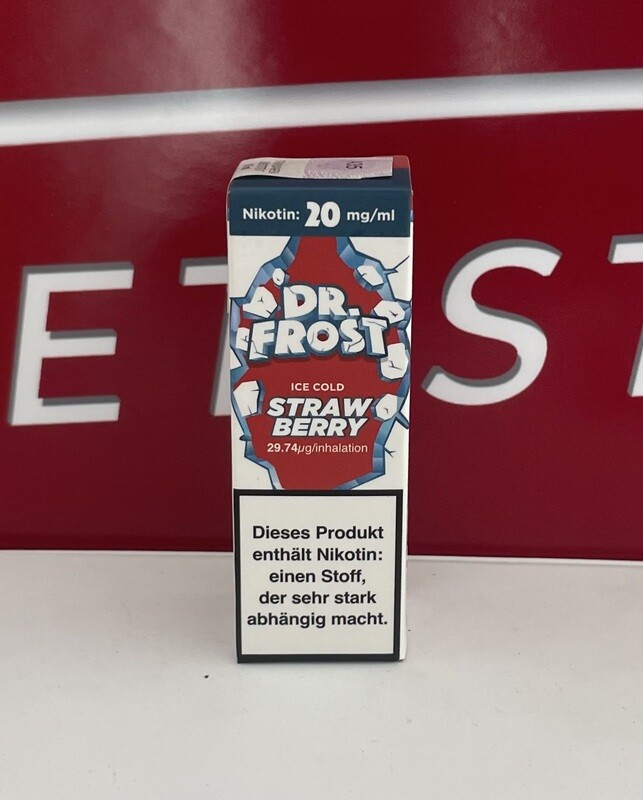 Nikotin: 20 mg/ml
DR.
FROST
ICE COLD
STRAW
BERRY
29.74µg/inhalation
Dieses Produkt
enthält Nikotin:
einen Stoff,
der sehr stark
abhängig macht.